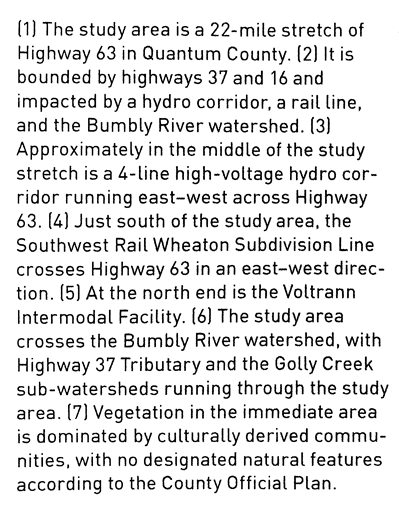 (1) The study area is a 22-mile stretch of
Highway 63 in Quantum County. (2) It is
bounded by highways 37 and 16 and
impacted by a hydro corridor, a rail line,
and the Bumbly River watershed. (3)
Approximately in the middle of the study
stretch is a 4-line high-voltage hydro cor-
ridor running east–west across Highway
63. (4) Just south of the study area, the
Southwest Rail Wheaton Subdivision Line
crosses Highway 63 in an east–west direc-
tion. (5) At the north end is the Voltrann
Intermodal Facility. (6) The study area
crosses the Bumbly River watershed, with
Highway 37 Tributary and the Golly Creek
sub-watersheds running through the study
area. (7) Vegetation in the immediate area
is dominated by culturally derived commu-
nities, with no designated natural features
according to the County Official Plan.